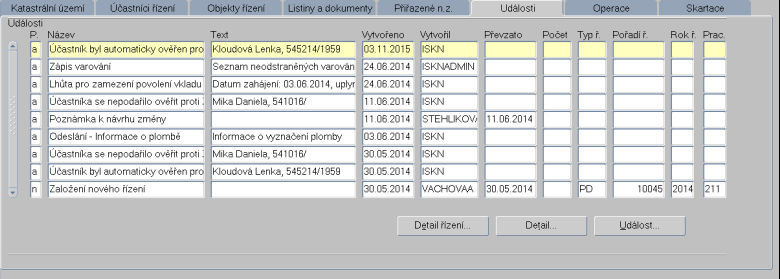 Katastrální území Účastníci řízení Objekty řízení Listiny a dokumenty Přiřazené n.z. Události Operace Skartace
Události
P. Název Text Vytvořeno Vytvořil Převzato Počet Typ ř. Pořadí ř. Rok ř. Prac.
a Účastník byl automaticky ověřen pro Kloudová Lenka, 545214/1959 03.11.2015 ISKN
a Zápis varování Seznam neodstraněných varován 24.06.2014 ISKNADMIN
a Lhůta pro zamezení povolení vkladu Datum zahájení: 03.06.2014, uplyn 24.06.2014 ISKN
a Účastníka se nepodařilo ověřit proti Mika Daniela, 541016/ 11.06.2014 ISKN
a Poznámka k návrhu změny 11.06.2014 STEHLIKOVA 11.06.2014
a Odeslání - Informace o plombě Informace o vyznačení plomby 03.06.2014 ISKN
a Účastníka se nepodařilo ověřit proti Mika Daniela, 541016/ 30.05.2014 ISKN
a Účastník byl automaticky ověřen pro Kloudová Lenka, 545214/1959 30.05.2014 ISKN
n Založení nového řízení 30.05.2014 VACHOVAA 30.05.2014 PD 10045 2014 211
Detail řízení... Detail... Událost...